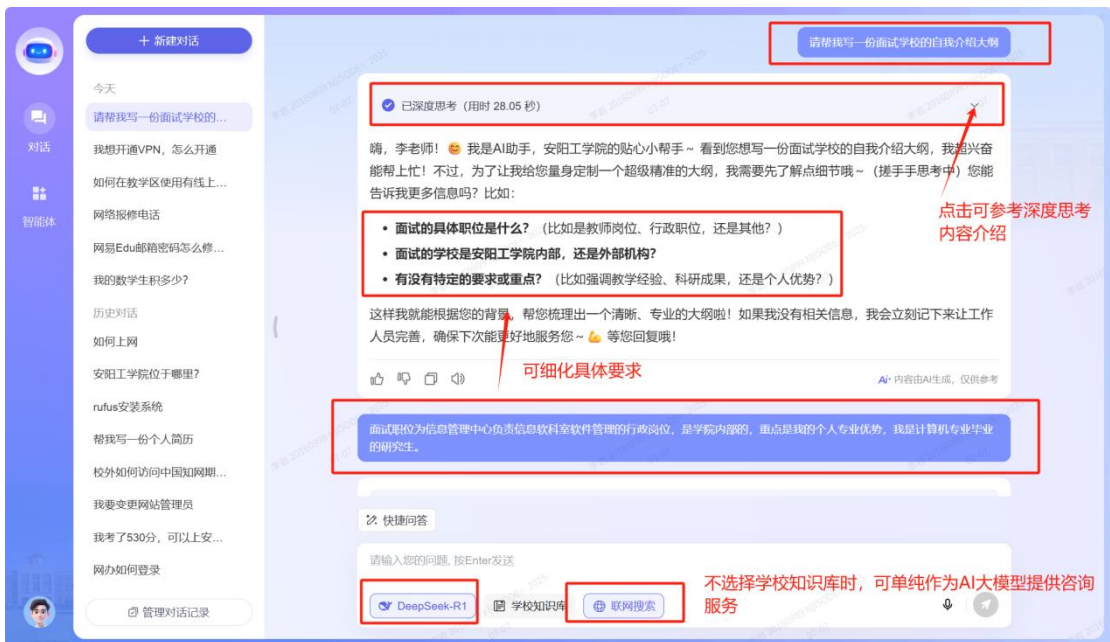 + 新建对话
今天
请帮我写一份面试学校的...
我想开通VPN，怎么开通
如何在教学区使用有线上...
网络报修电话
网易Edu邮箱密码怎么修...
我的数学生积多少?
历史对话
如何上网
安阳工学院位于哪里?
rufus安装系统
帮我写一份个人简历
校外如何访问中国知网期...
我要变更网站管理员
我考了530分，可以上安...
网办如何登录
管理对话记录
对话
智能体
请帮我写一份面试学校的自我介绍大纲
已深度思考（用时 28.05 秒）
嗨，李老师！😊 我是AI助手，安阳工学院的贴心小帮手~ 看到您想写一份面试学校的自我介绍大纲，我超兴奋
能帮上忙！不过，为了让我给您量身定制一个超级精准的大纲，我需要先了解点细节哦~（搓手手思考中）您能
告诉我更多信息吗？比如：
• 面试的具体职位是什么？（比如是教师岗位、行政职位，还是其他？）
• 面试的学校是安阳工学院内部，还是外部机构?
• 有没有特定的要求或重点？（比如强调教学经验、科研成果，还是个人优势？）
这样我就能根据您的背景，帮您梳理出一个清晰、专业的大纲啦！如果我没有相关信息，我会立刻记下来让工作
人员完善，确保下次能更好地服务您~💪 等您回复哦！
点击可参考深度思考
内容介绍
可细化具体要求
AI+ 内容由AI生成，仅供参考
面试职位为信息管理中心负责信息软科室软件管理的行政岗位，是学院内部的，重点是我的个人专业优势，我是计算机专业毕业
的研究生。
快捷问答
请输入您的问题, 按Enter发送
DeepSeek-R1 学校知识库 联网搜索
不选择学校知识库时，可单纯作为AI大模型提供咨询
服务